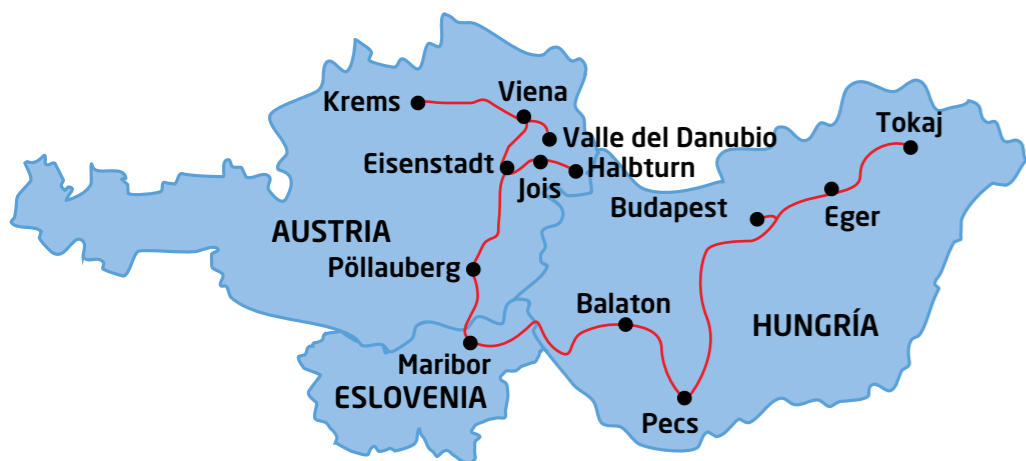 Viena
Krems
Tokaj
Valle del Danubio
Eisenstadt
Halbturn
Jois
Budapest
Eger
AUSTRIA
Pöllauberg
Balaton
HUNGRÍA
Maribor
ESLOVENIA
Pecs